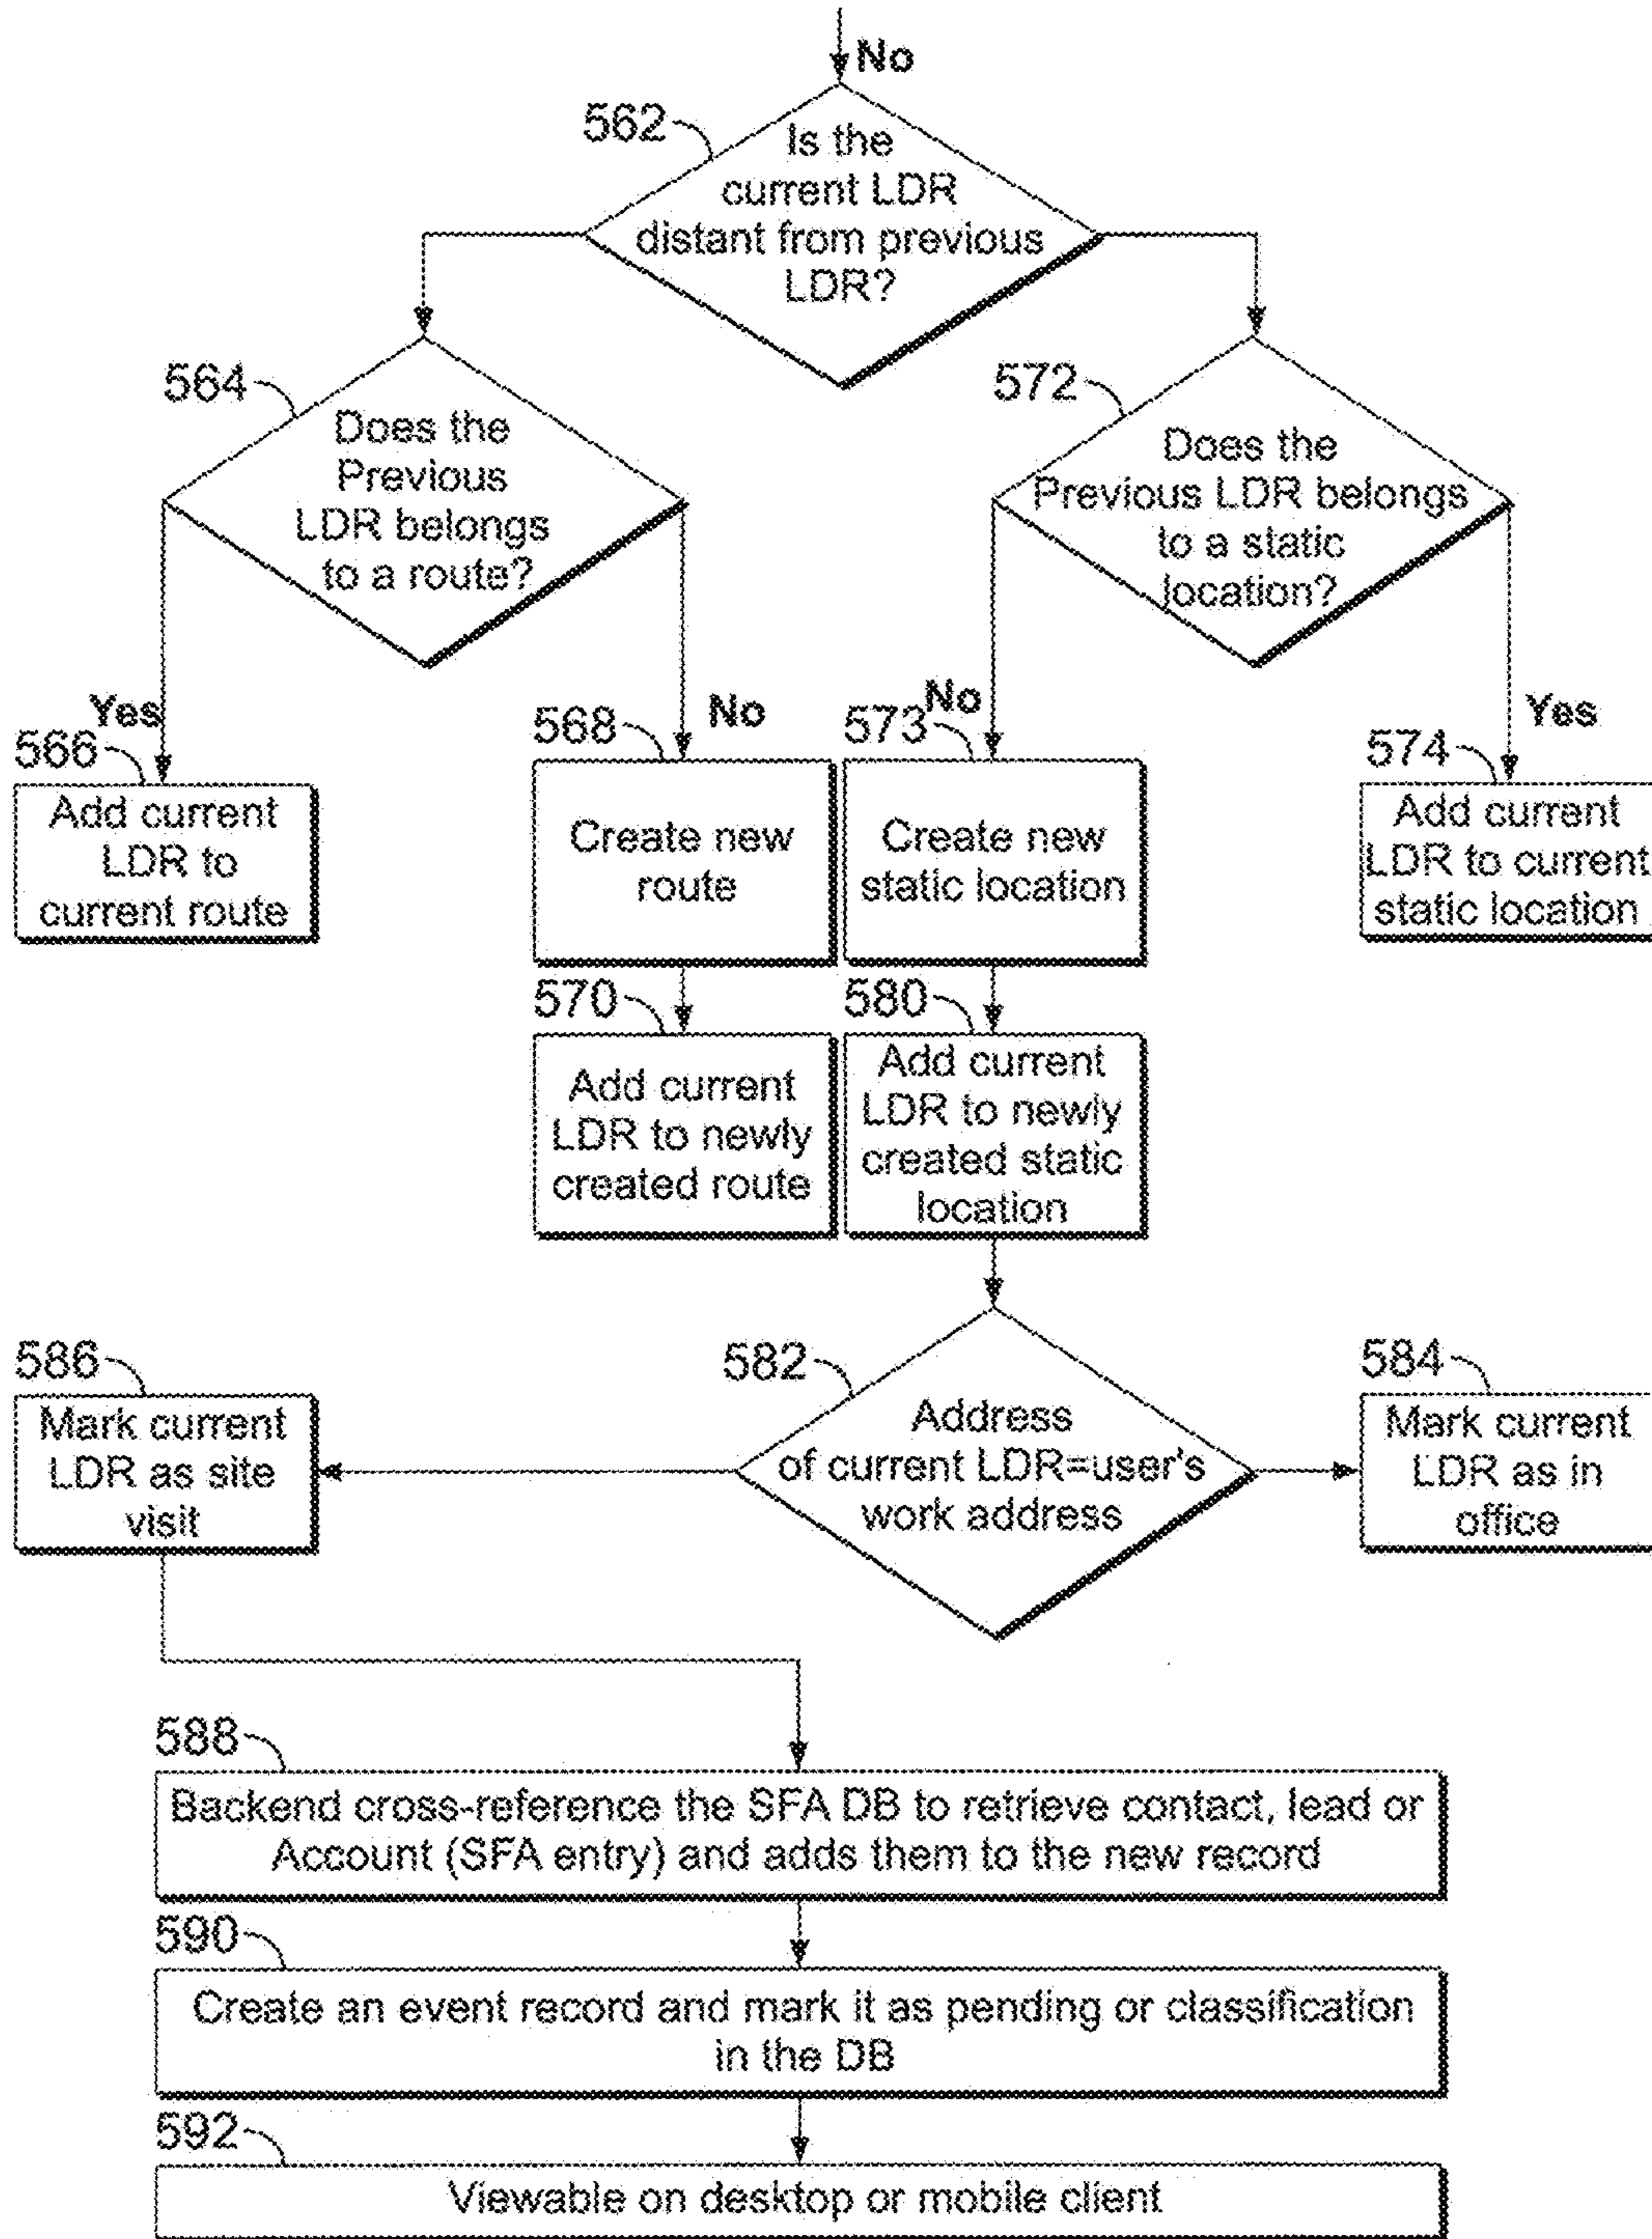 No
562
Is the
current LDR
distant from previous
LDR?
564
Does the
Previous
LDR belongs
to a route?
572
Does the
Previous LDR belongs
to a static
location?
Yes
No
No
Yes
566
Add current
LDR to
current route
568
Create new
route
573
Create new
static location
574
Add current
LDR to current
static location
570
Add current
LDR to newly
created route
580
Add current
LDR to newly
created static
location
586
Mark current
LDR as site
visit
582
Address
of current LDR=user's
work address
584
Mark current
LDR as in
office
588
Backend cross-reference the SFA DB to retrieve contact, lead or
Account (SFA entry) and adds them to the new record
590
Create an event record and mark it as pending or classification
in the DB
592
Viewable on desktop or mobile client